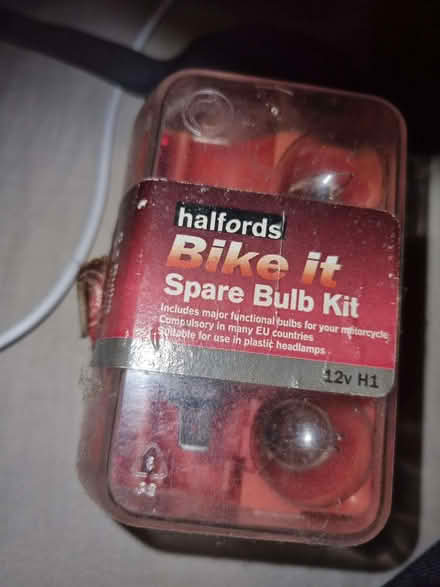 halfords
Bike it
Spare Bulb Kit
Includes major functional bulbs for your motorcycle
Compulsory in many EU countries
Suitable for use in plastic headlamps
12v H1